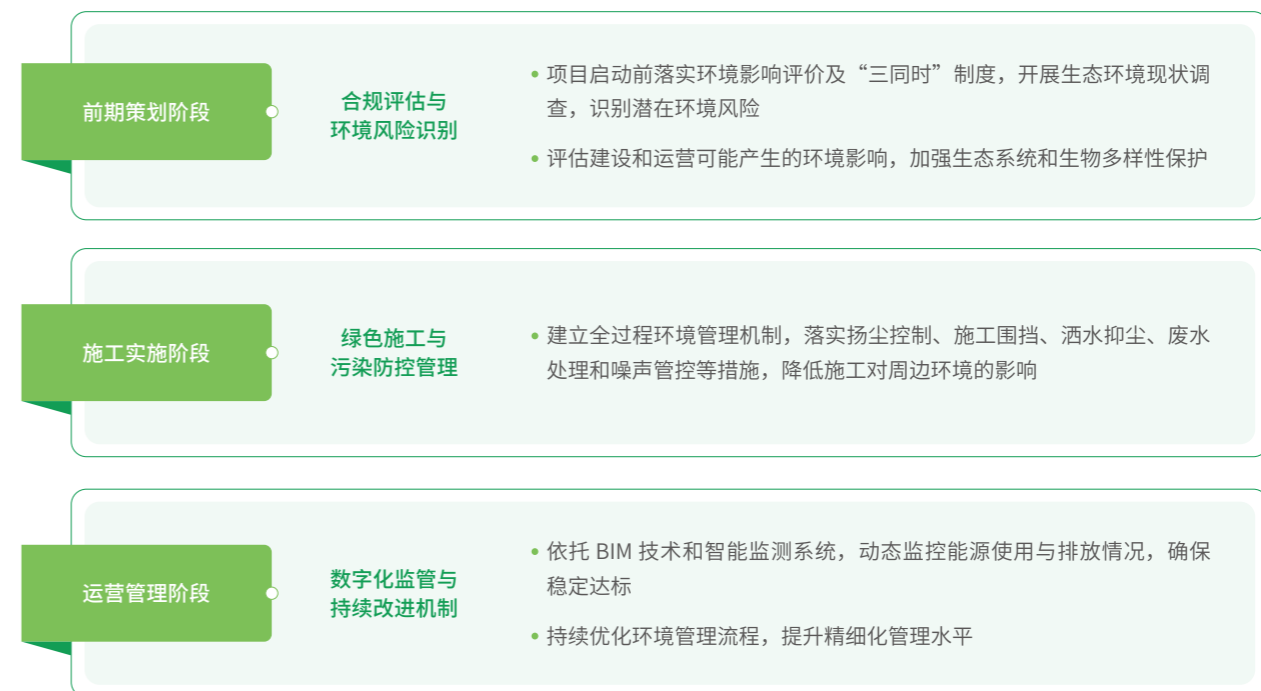 前期策划阶段
合规评估与
环境风险识别
• 项目启动前落实环境影响评价及“三同时”制度，开展生态环境现状调
查，识别潜在环境风险
• 评估建设和运营可能产生的环境影响，加强生态系统和生物多样性保护
施工实施阶段
绿色施工与
污染防控管理
• 建立全过程环境管理机制，落实扬尘控制、施工围挡、洒水抑尘、废水
处理和噪声管控等措施，降低施工对周边环境的影响
运营管理阶段
数字化监管与
持续改进机制
• 依托 BIM 技术和智能监测系统，动态监控能源使用与排放情况，确保
稳定达标
• 持续优化环境管理流程，提升精细化管理水平